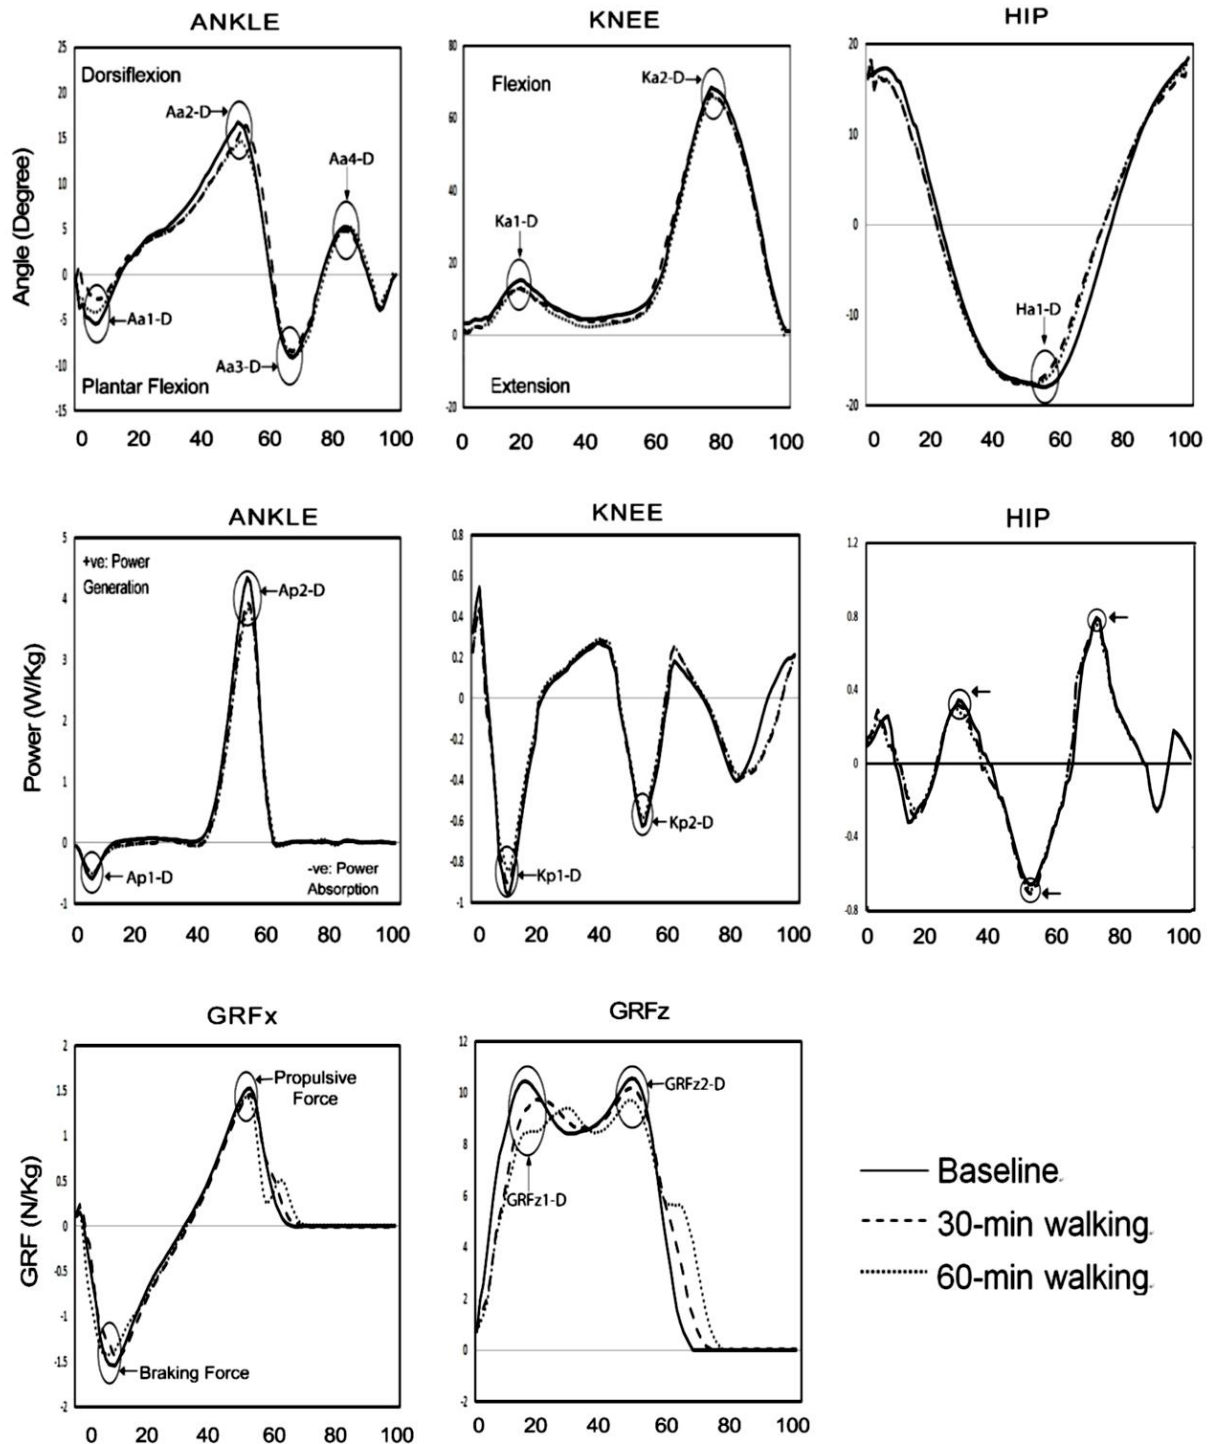 ANKLE
KNEE
HIP
Angle (Degree)
25
20
15
10
5
0
-5
-10
-15
Dorsiflexion
Aa2-D
Aa4-D
Aa1-D
Aa3-D
Plantar Flexion
0 20 40 60 80 100
80
60
40
20
0
-20
Flexion
Ka2-D
Ka1-D
Extension
0 20 40 60 80 100
20
10
0
-10
-20
Ha1-D
0 20 40 60 80 100
ANKLE
KNEE
HIP
Power (W/Kg)
5
4
3
2
1
0
-1
+ve: Power
Generation
Ap2-D
Ap1-D
-ve: Power
Absorption
0 20 40 60 80 100
0.8
0.6
0.4
0.2
0
-0.2
-0.4
-0.6
-0.8
-1
Kp2-D
Kp1-D
0 20 40 60 80 100
1.2
0.8
0.4
0
-0.4
-0.8
0 20 40 60 80 100
GRFx
GRFz
GRF (N/Kg)
2
1.5
1
0.5
0
-0.5
-1
-1.5
-2
Propulsive
Force
Braking Force
0 20 40 60 80 100
12
10
8
6
4
2
0
-2
GRFz2-D
GRFz1-D
0 20 40 60 80 100
Baseline
30-min walking
60-min walking